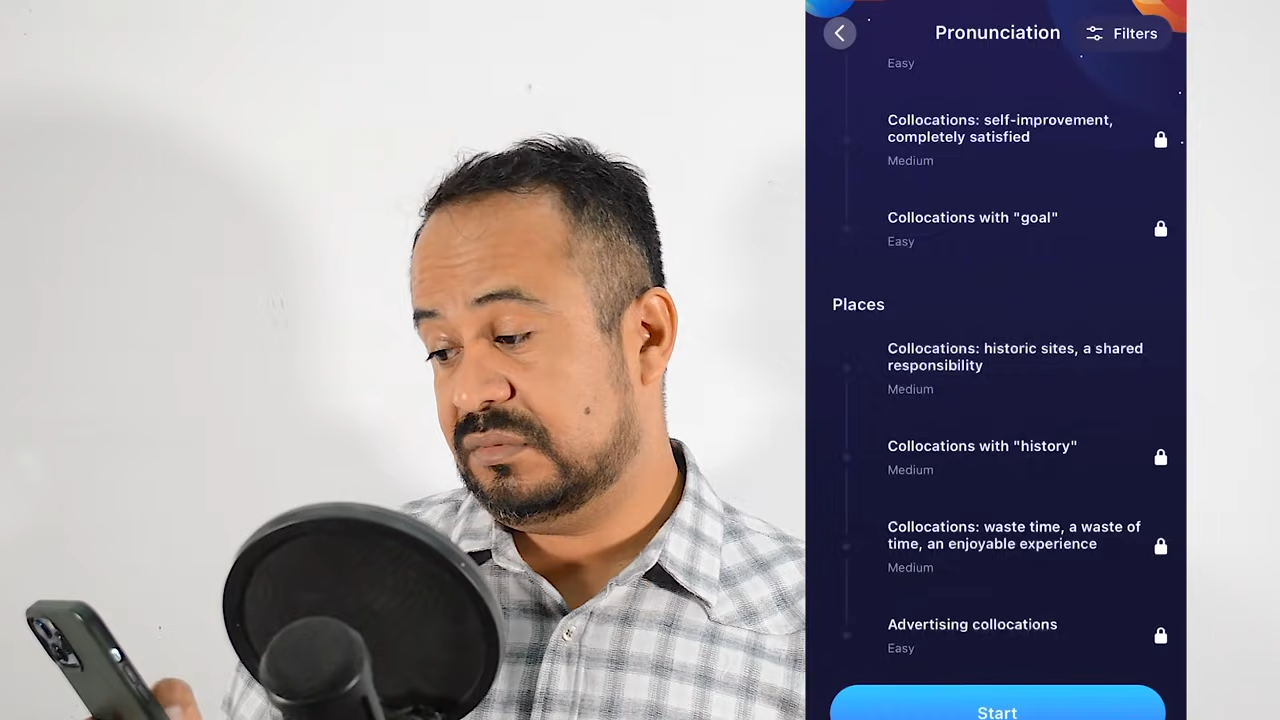 Pronunciation
Filters
Easy
Collocations: self-improvement,
completely satisfied
Medium
Collocations with "goal"
Easy
Places
Collocations: historic sites, a shared
responsibility
Medium
Collocations with "history"
Medium
Collocations: waste time, a waste of
time, an enjoyable experience
Medium
Advertising collocations
Easy
Start